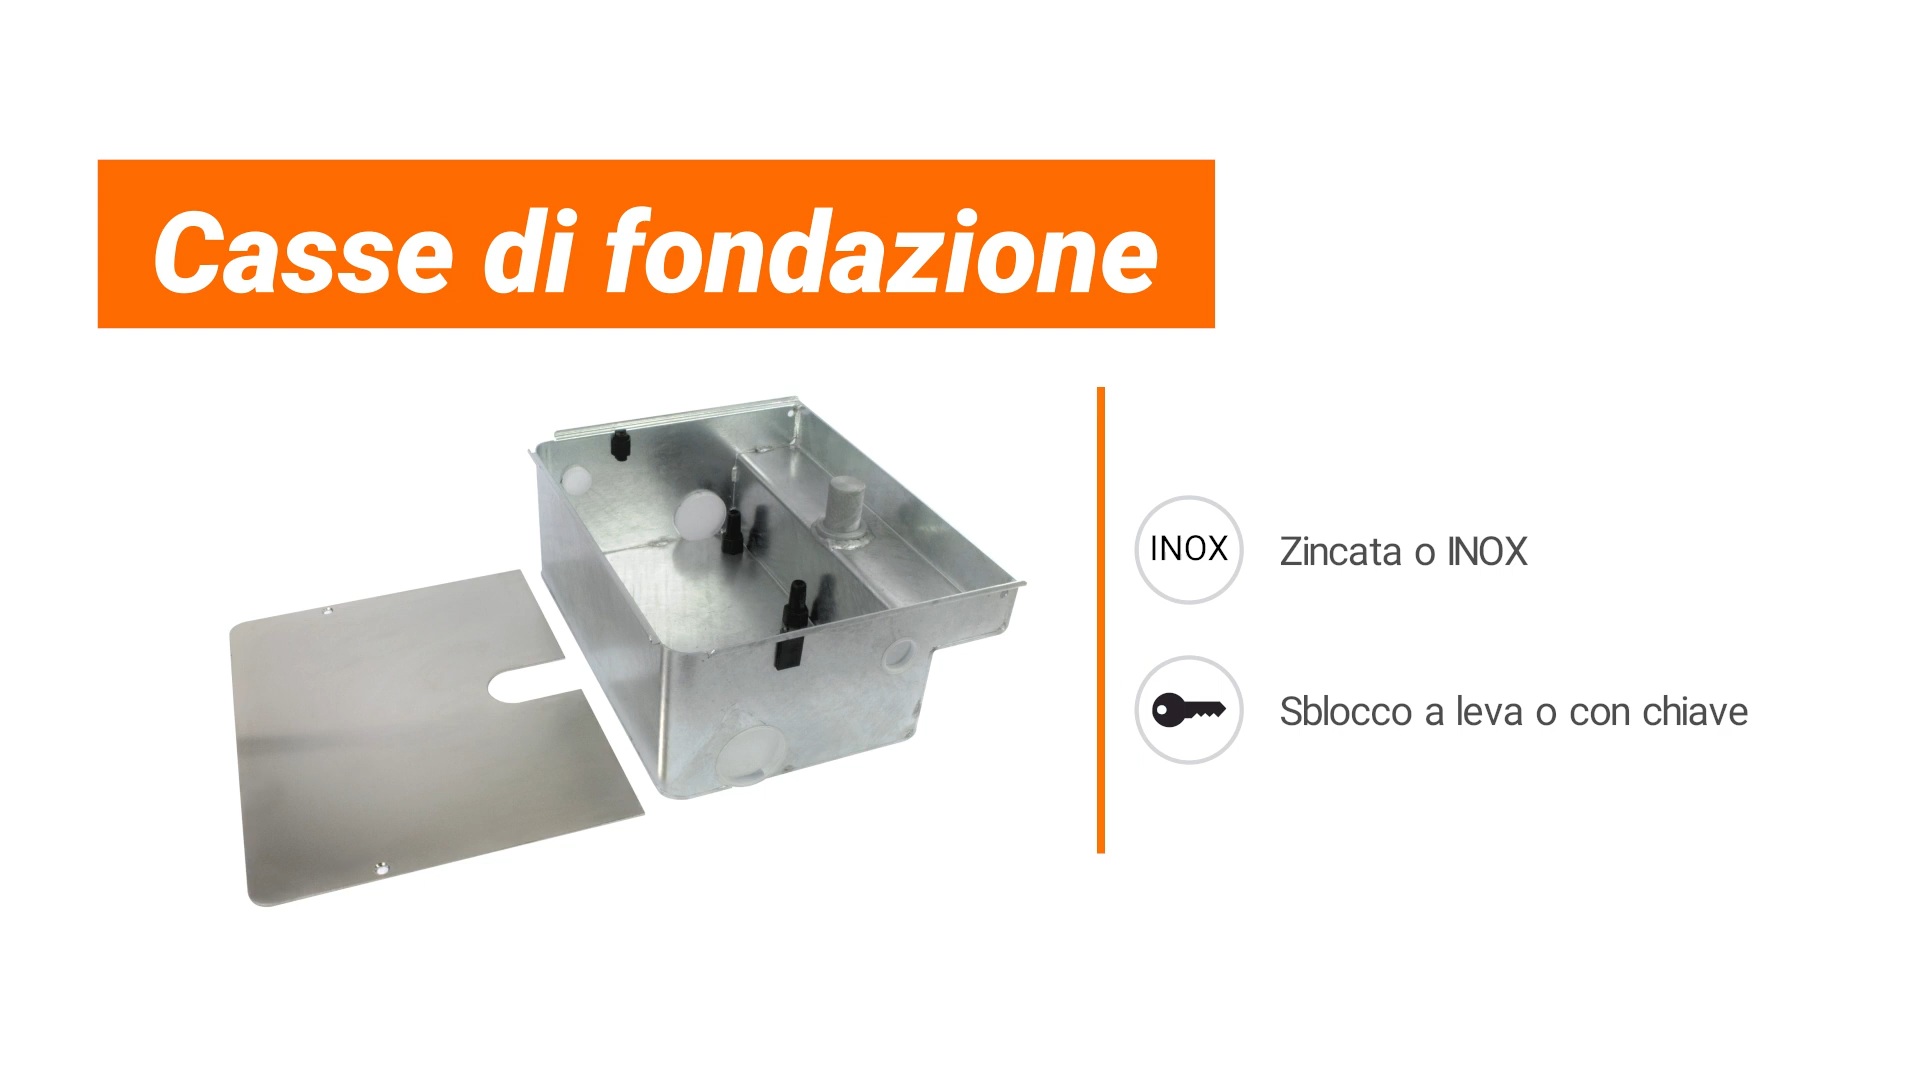 Casse di fondazione
INOX
Zincata o INOX
Sblocco a leva o con chiave